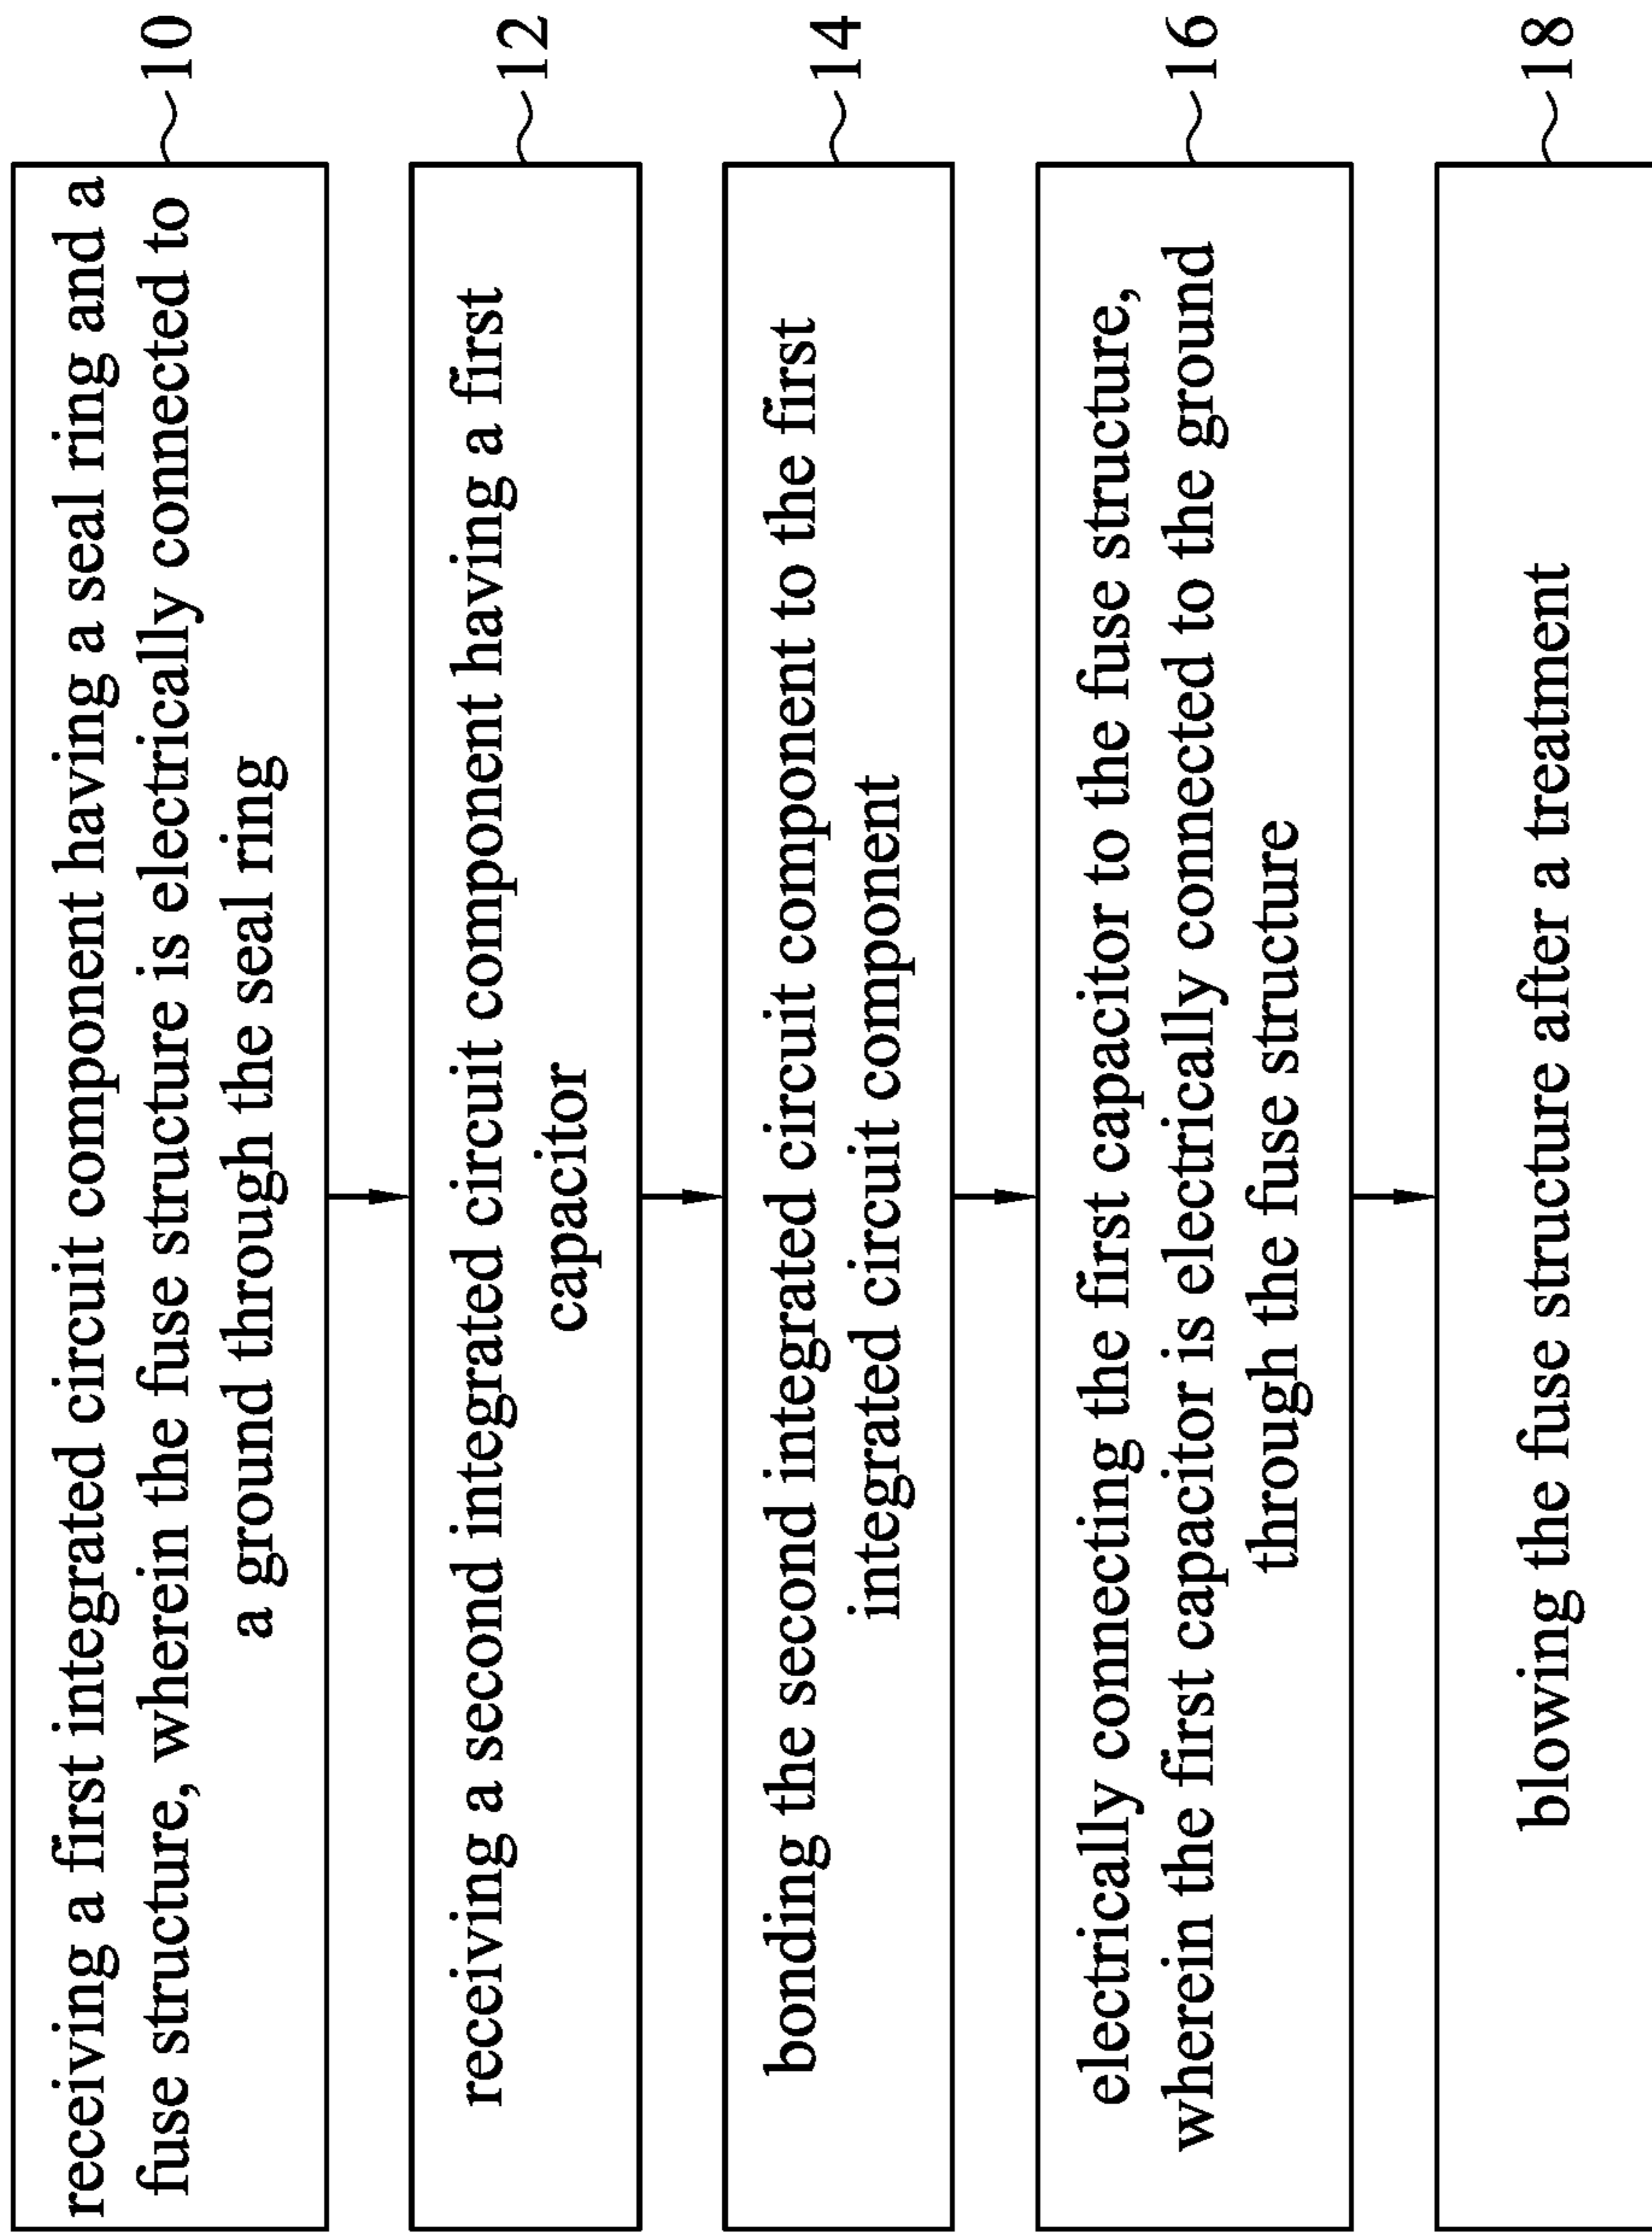 receiving a first integrated circuit component having a seal ring and a
fuse structure, wherein the fuse structure is electrically connected to
a ground through the seal ring
10
receiving a second integrated circuit component having a first
capacitor
12
bonding the second integrated circuit component to the first
integrated circuit component
14
electrically connecting the first capacitor to the fuse structure,
wherein the first capacitor is electrically connected to the ground
through the fuse structure
16
blowing the fuse structure after a treatment
18